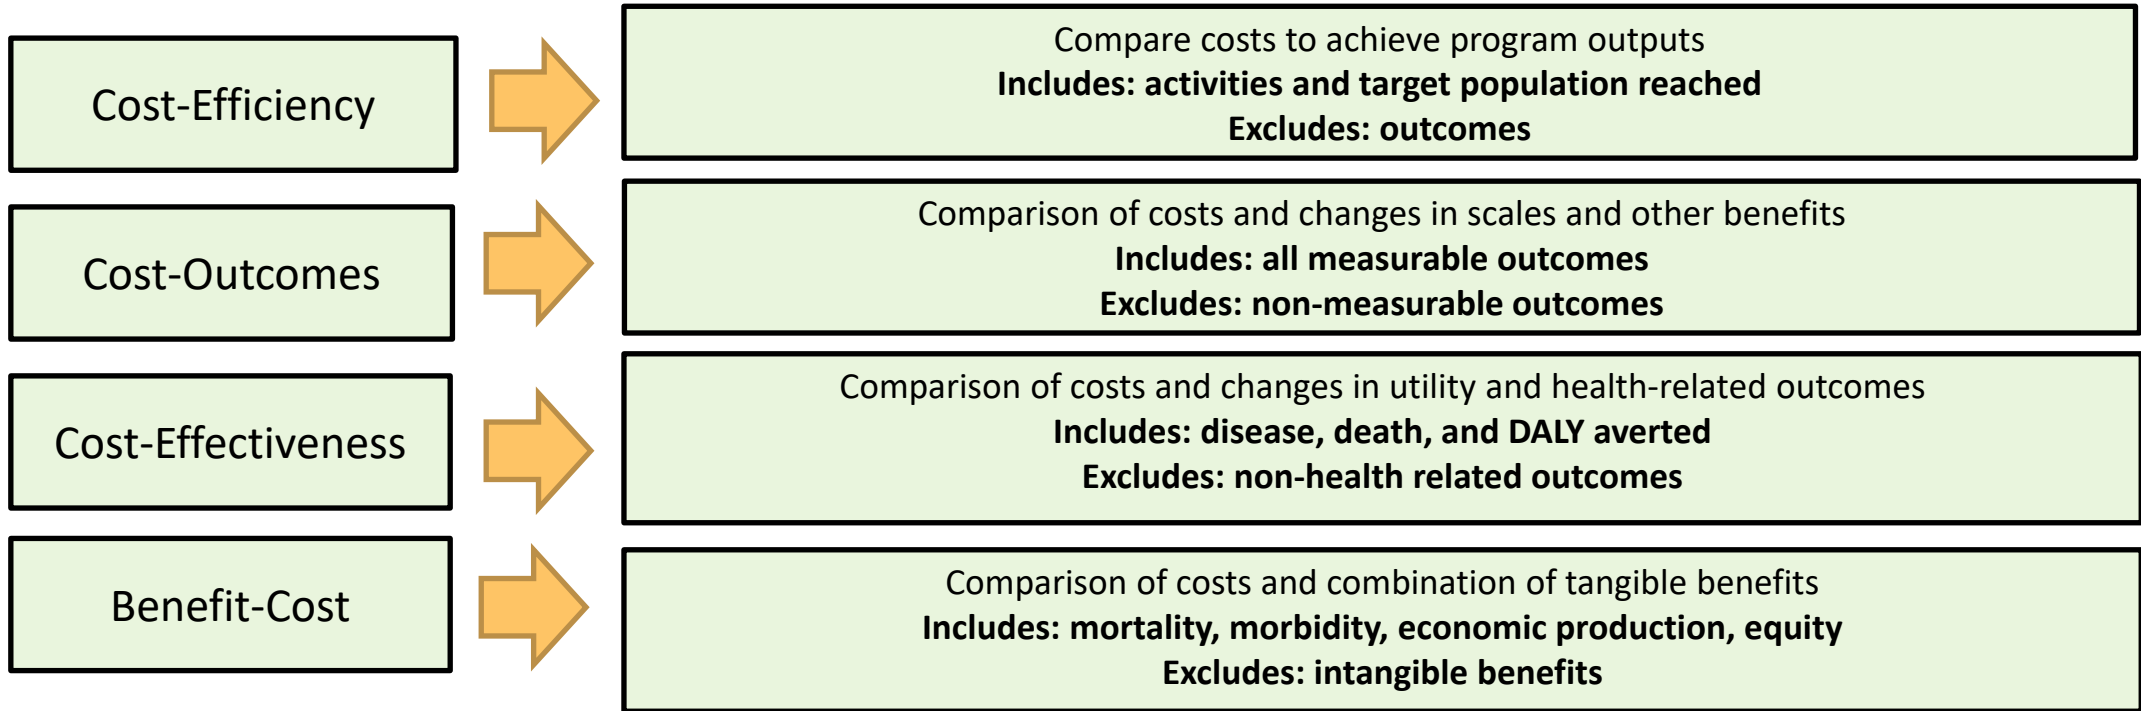 Cost-Efficiency
Compare costs to achieve program outputs
Includes: activities and target population reached
Excludes: outcomes
Cost-Outcomes
Comparison of costs and changes in scales and other benefits
Includes: all measurable outcomes
Excludes: non-measurable outcomes
Cost-Effectiveness
Comparison of costs and changes in utility and health-related outcomes
Includes: disease, death, and DALY averted
Excludes: non-health related outcomes
Benefit-Cost
Comparison of costs and combination of tangible benefits
Includes: mortality, morbidity, economic production, equity
Excludes: intangible benefits